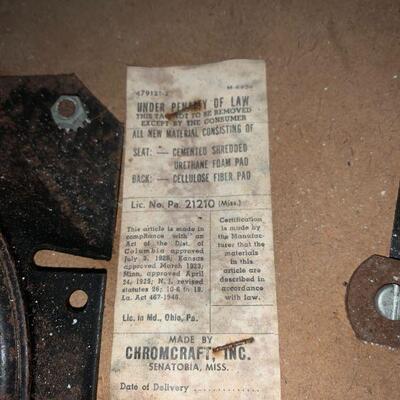 479121-2
UNDER PENALTY OF LAW
THIS TAG NOT TO BE REMOVED
EXCEPT BY THE CONSUMER
ALL NEW MATERIAL CONSISTING OF
SEAT: — CEMENTED SHREDDED
URETHANE FOAM PAD
BACK: — CELLULOSE FIBER PAD
Lic. No. Pa. 21210 (Miss.)
This article is made in
compliance with an
Act of the Dist. of
Columbia approved
July 3, 1926; Kansas
approved March 1923;
Minn. approved April
24, 1929; N. J. revised
statutes 26; 10-6 to 18.
La. Act 467-1948.
Lic. in Md., Ohio, Pa.
Certification
is made by
the Manufac-
turer that the
materials in
this article
are described in
accordance
with law.
MADE BY
CHROMCRAFT, INC.
SENATOBIA, MISS.
Date of Delivery